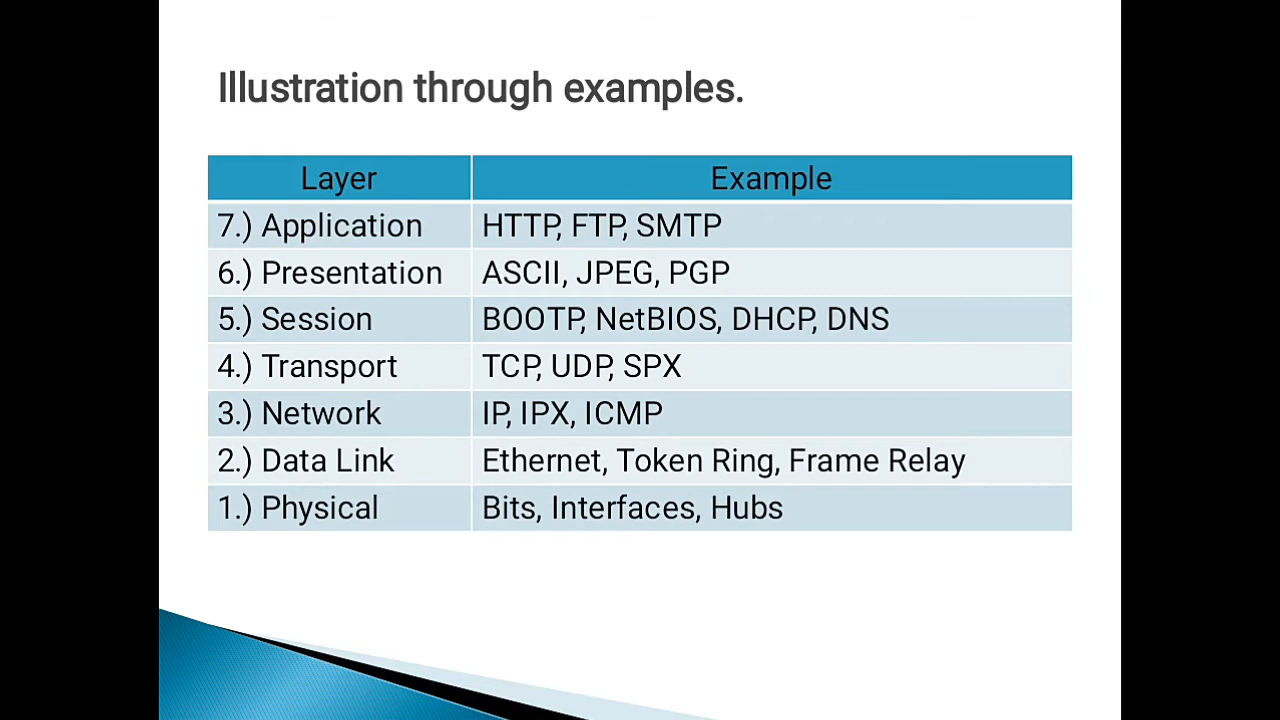 Illustration through examples.
Layer Example
7.) Application HTTP, FTP, SMTP
6.) Presentation ASCII, JPEG, PGP
5.) Session BOOTP, NetBIOS, DHCP, DNS
4.) Transport TCP, UDP, SPX
3.) Network IP, IPX, ICMP
2.) Data Link Ethernet, Token Ring, Frame Relay
1.) Physical Bits, Interfaces, Hubs